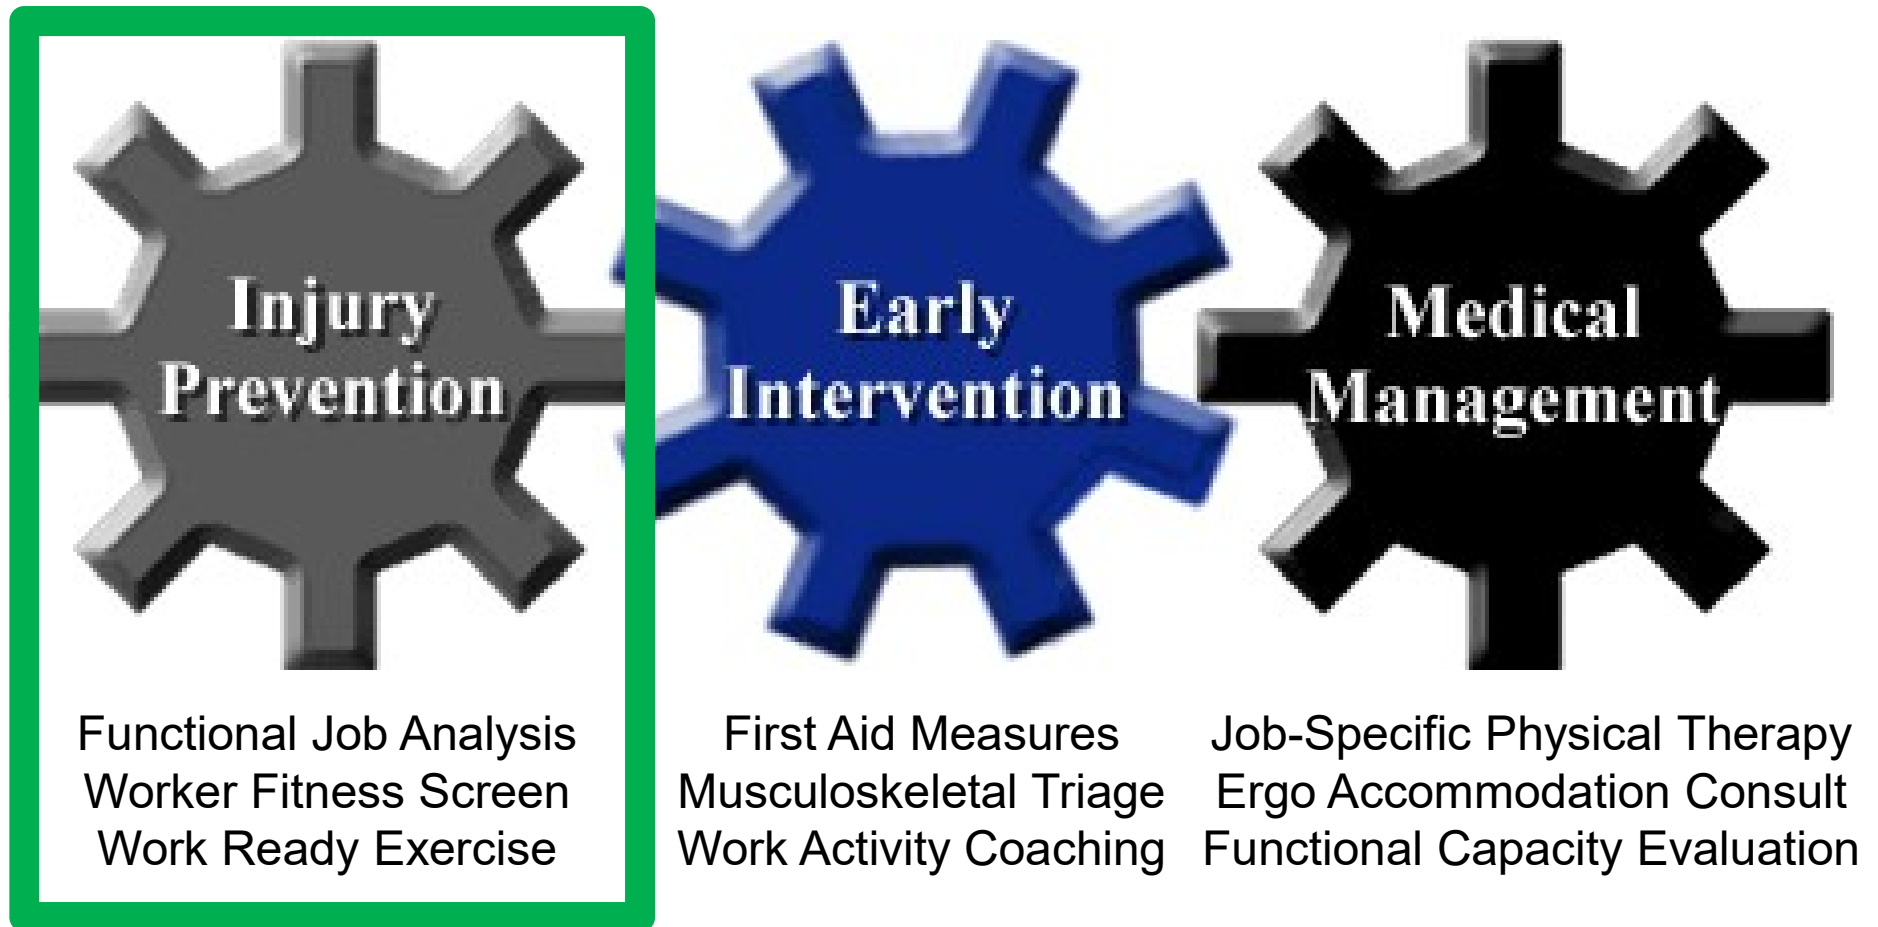 Injury
Prevention
Early
Intervention
Medical
Management
Functional Job Analysis
Worker Fitness Screen
Work Ready Exercise
First Aid Measures
Musculoskeletal Triage
Work Activity Coaching
Job-Specific Physical Therapy
Ergo Accommodation Consult
Functional Capacity Evaluation